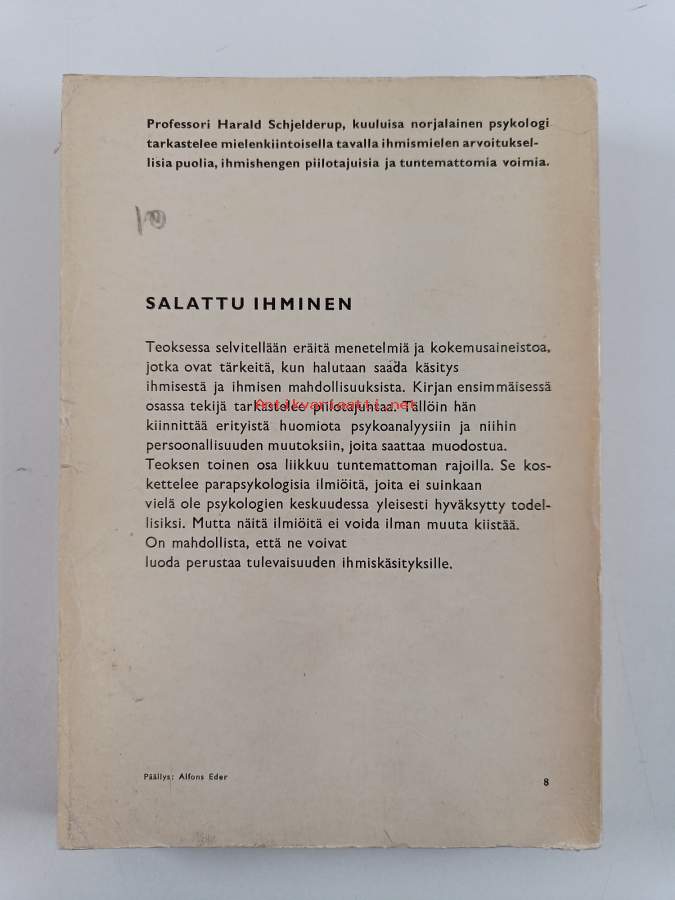 Professori Harald Schjelderup, kuuluisa norjalainen psykologi
tarkastelee mielenkiintoisella tavalla ihmismielen arvoituksel-
lisia puolia, ihmishengen piilotajuisia ja tuntemattomia voimia.
10
SALATTU IHMINEN
Teoksessa selvitellään eräitä menetelmiä ja kokemusaineistoa,
jotka ovat tärkeitä, kun halutaan saada käsitys
ihmisestä ja ihmisen mahdollisuuksista. Kirjan ensimmäisessä
osassa tekijä tarkastelee piilotajuntaa. Tällöin hän
Antikvariaatti.net
kiinnittää erityistä huomiota psykoanalyysiin ja niihin
persoonallisuuden muutoksiin, joita saattaa muodostua.
Teoksen toinen osa liikkuu tuntemattoman rajoilla. Se kos-
kettelee parapsykologisia ilmiöitä, joita ei suinkaan
vielä ole psykologien keskuudessa yleisesti hyväksytty todel-
lisiksi. Mutta näitä ilmiöitä ei voida ilman muuta kiistää.
On mahdollista, että ne voivat
luoda perustaa tulevaisuuden ihmiskäsityksille.
Päällys: Alfons Eder
8